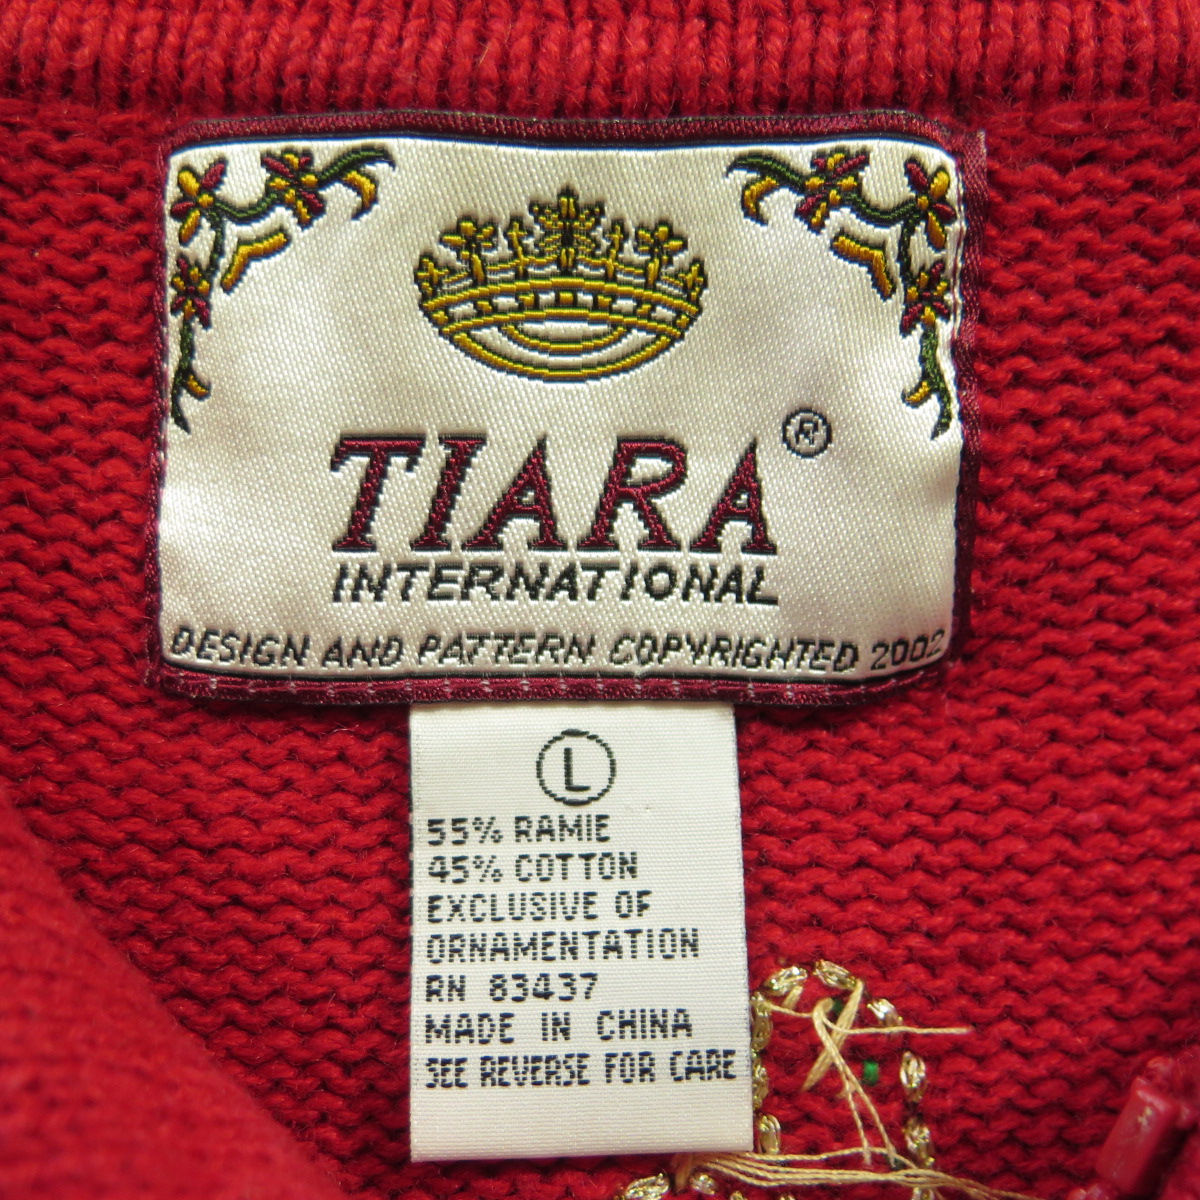 TIARA®
INTERNATIONAL
DESIGN AND PATTERN COPYRIGHTED 2002
L
55% RAMIE
45% COTTON
EXCLUSIVE OF
ORNAMENTATION
RN 83437
MADE IN CHINA
SEE REVERSE FOR CARE